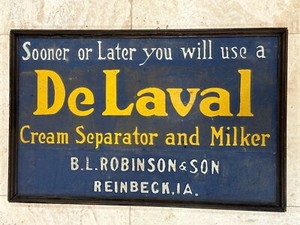 Sooner or Later you will use a
De Laval
Cream Separator and Milker
B.L. ROBINSON & SON
REINBECK, IA.